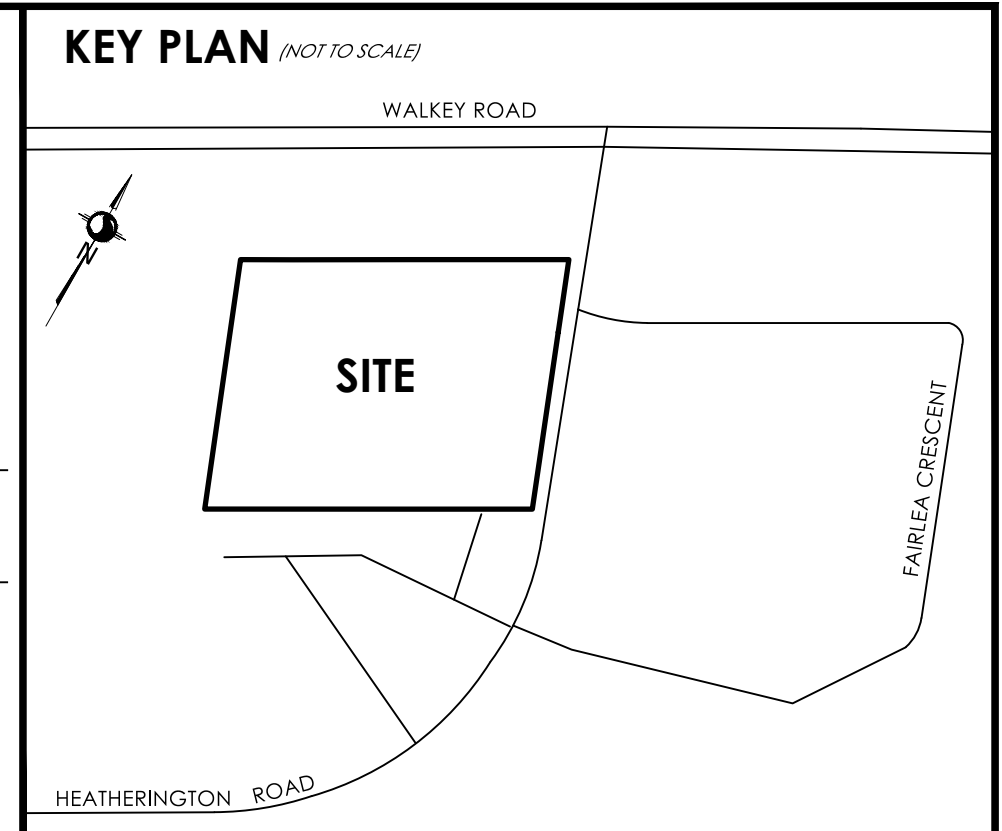 KEY PLAN (NOT TO SCALE)
WALKEY ROAD
N
SITE
FAIRLEA CRESCENT
HEATHERINGTON ROAD